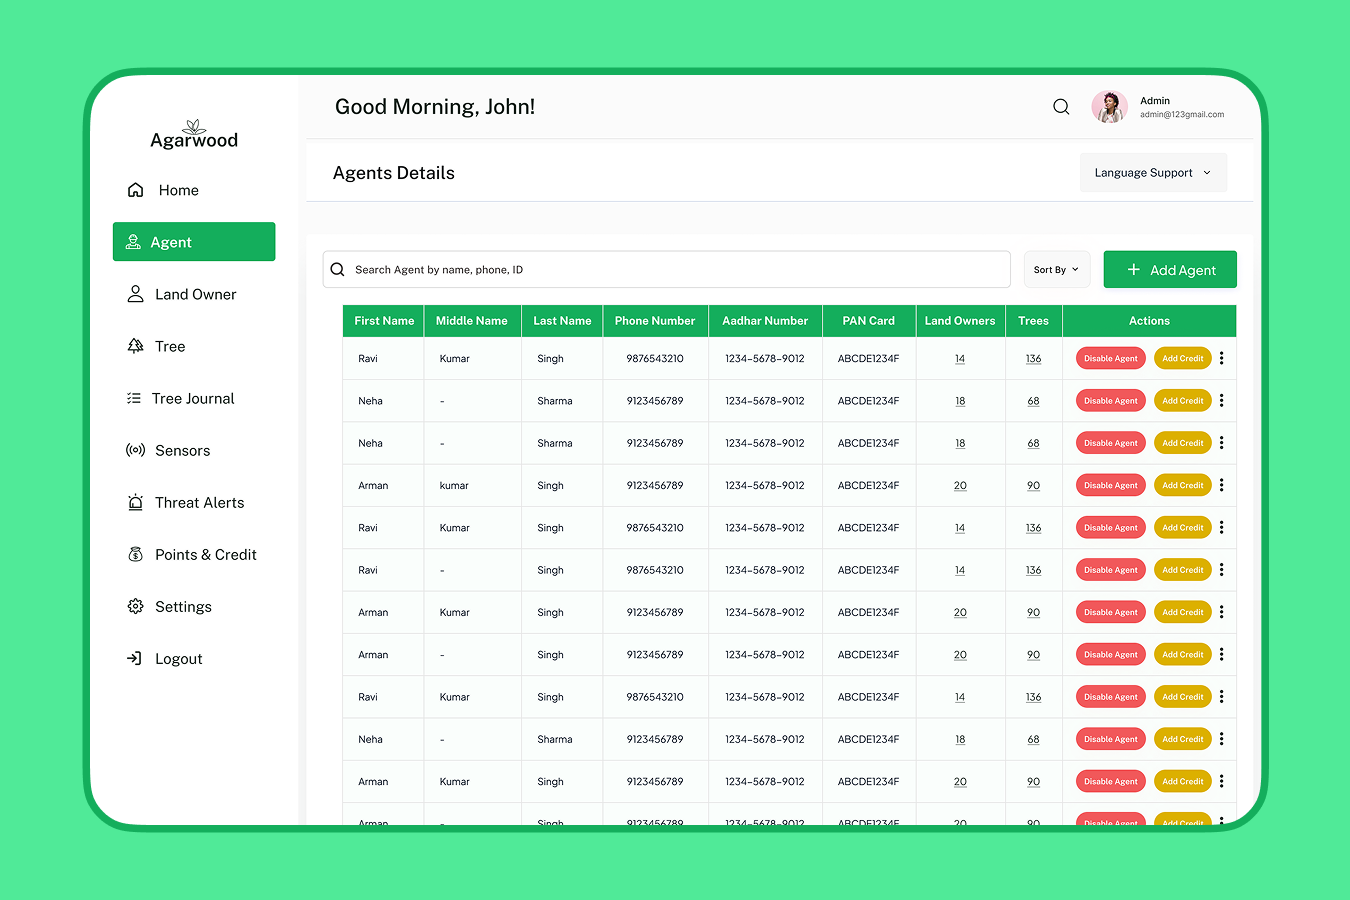 Good Morning, John!
Admin
admin@123gmail.com
Agarwood
Home
Agent
Land Owner
Tree
Tree Journal
Sensors
Threat Alerts
Points & Credit
Settings
Logout
Agents Details
Language Support
Search Agent by name, phone, ID
Sort By
+ Add Agent
First Name Middle Name Last Name Phone Number Aadhar Number PAN Card Land Owners Trees Actions
Ravi Kumar Singh 9876543210 1234-5678-9012 ABCDE1234F 14 136 Disable Agent Add Credit
Neha - Sharma 9123456789 1234-5678-9012 ABCDE1234F 18 68 Disable Agent Add Credit
Neha - Sharma 9123456789 1234-5678-9012 ABCDE1234F 18 68 Disable Agent Add Credit
Arman kumar Singh 9123456789 1234-5678-9012 ABCDE1234F 20 90 Disable Agent Add Credit
Ravi Kumar Singh 9876543210 1234-5678-9012 ABCDE1234F 14 136 Disable Agent Add Credit
Ravi - Singh 9876543210 1234-5678-9012 ABCDE1234F 14 136 Disable Agent Add Credit
Arman Kumar Singh 9123456789 1234-5678-9012 ABCDE1234F 20 90 Disable Agent Add Credit
Arman - Singh 9123456789 1234-5678-9012 ABCDE1234F 20 90 Disable Agent Add Credit
Ravi Kumar Singh 9876543210 1234-5678-9012 ABCDE1234F 14 136 Disable Agent Add Credit
Neha - Sharma 9123456789 1234-5678-9012 ABCDE1234F 18 68 Disable Agent Add Credit
Arman Kumar Singh 9123456789 1234-5678-9012 ABCDE1234F 20 90 Disable Agent Add Credit
Arman - Singh 9123456789 1234-5678-9012 ABCDE1234F 20 90 Disable Agent Add Credit